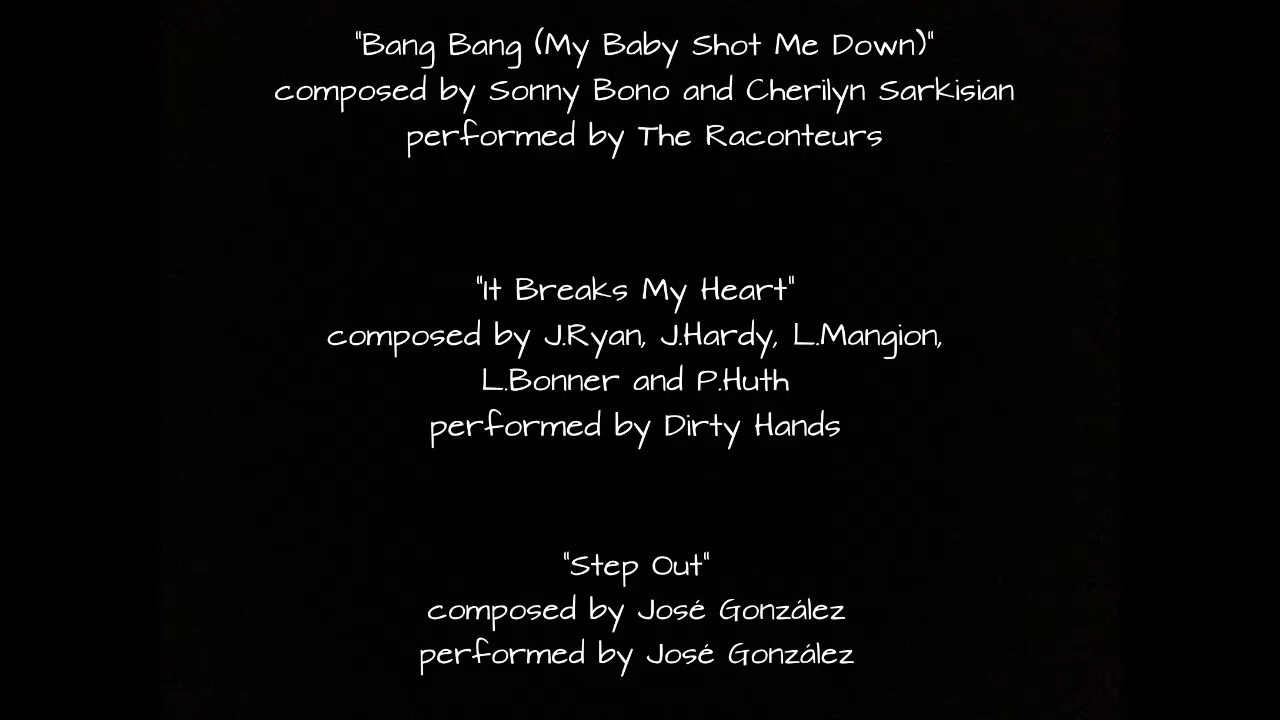 "Bang Bang (My Baby Shot Me Down)"
composed by Sonny Bono and Cherilyn Sarkisian
performed by The Raconteurs
"It Breaks My Heart"
composed by J.Ryan, J.Hardy, L.Mangion,
L.Bonner and P.Huth
performed by Dirty Hands
"Step Out"
composed by José González
performed by José González